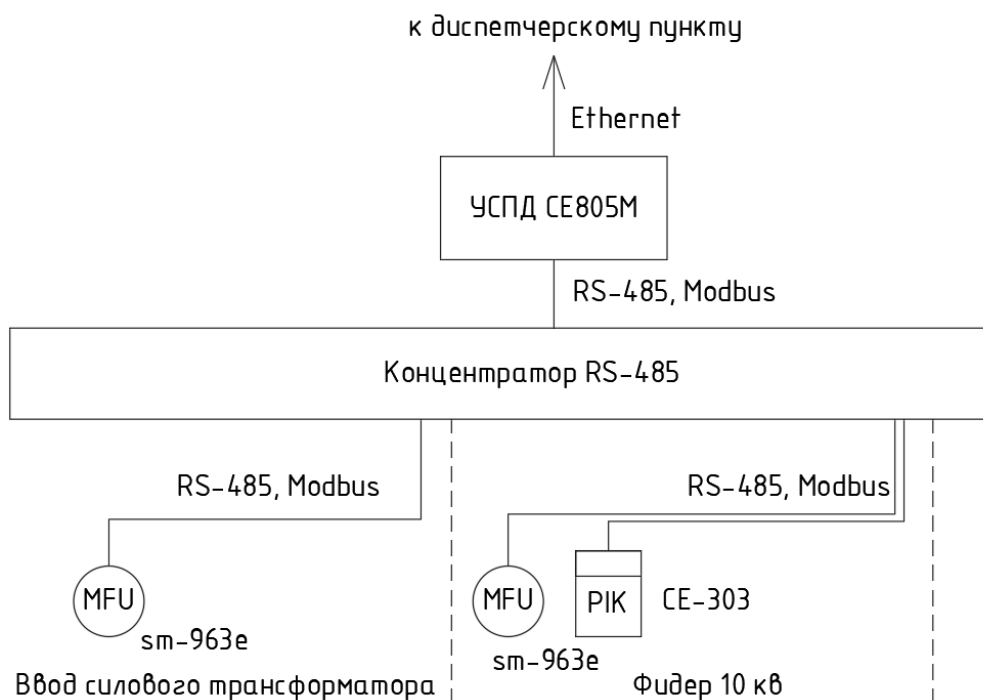 к диспетчерскому пункту
Ethernet
УСПД CE805M
RS-485, Modbus
Концентратор RS-485
RS-485, Modbus
RS-485, Modbus
MFU
MFU
PIK
CE-303
sm-963e
sm-963e
Ввод силового трансформатора
Фидер 10 кв